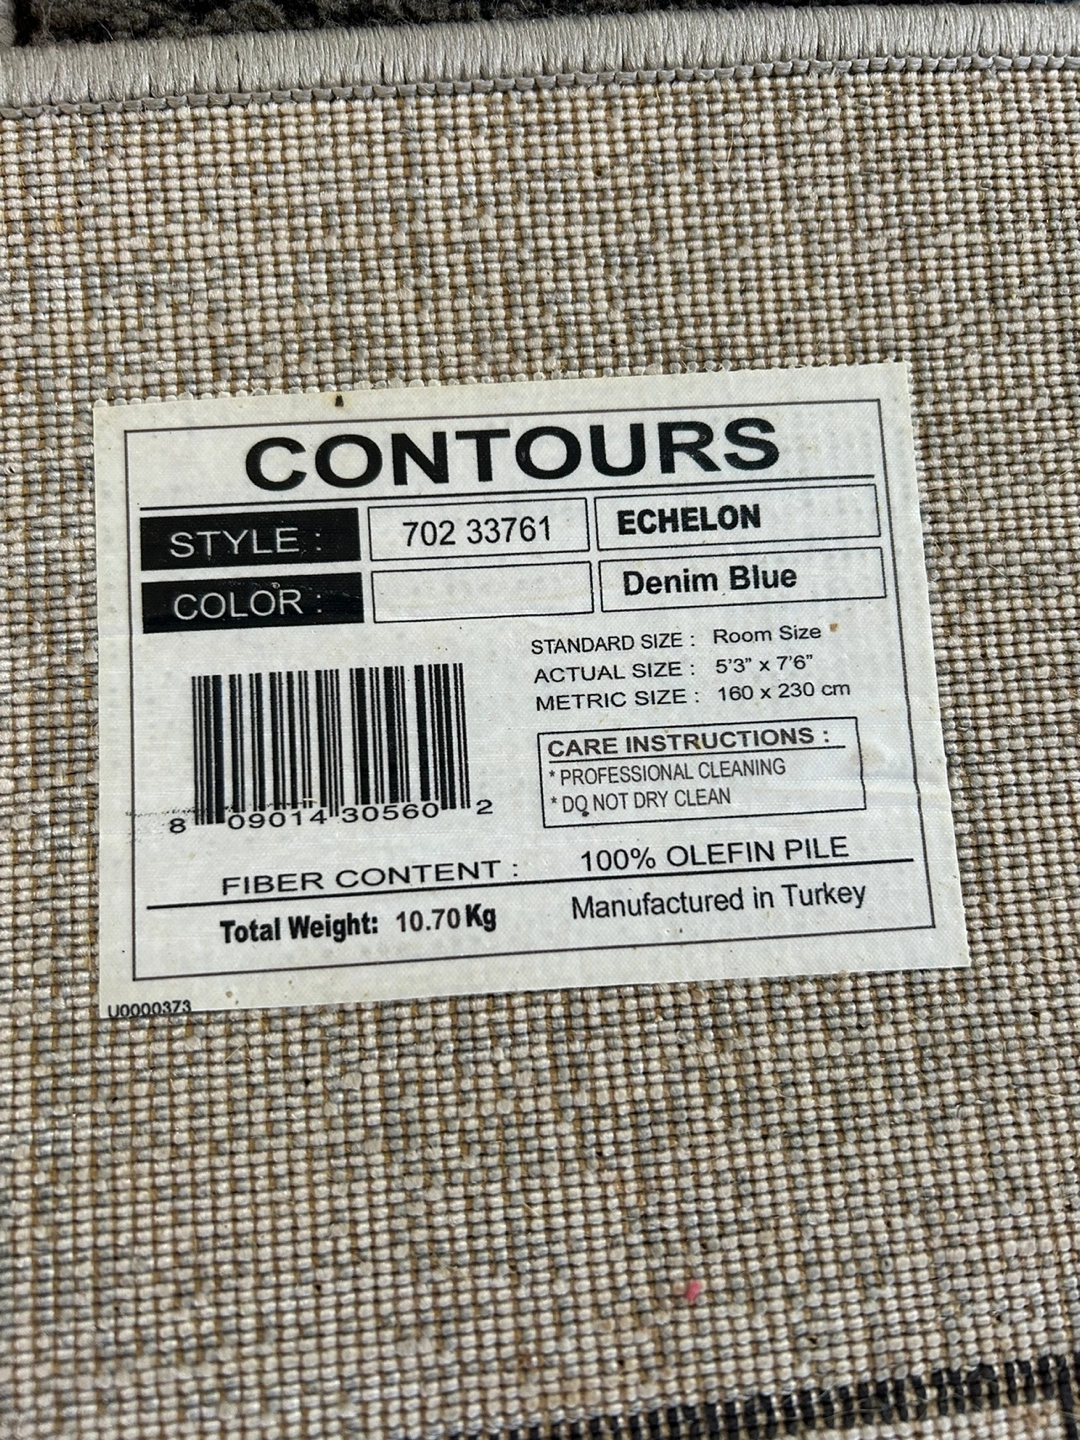 CONTOURS
STYLE : 702 33761 ECHELON
COLOR : Denim Blue
STANDARD SIZE : Room Size
ACTUAL SIZE : 5'3" x 7'6"
METRIC SIZE : 160 x 230 cm
CARE INSTRUCTIONS :
* PROFESSIONAL CLEANING
* DO NOT DRY CLEAN
8 09014 30560 2
FIBER CONTENT : 100% OLEFIN PILE
Total Weight: 10.70 Kg Manufactured in Turkey
U0000373